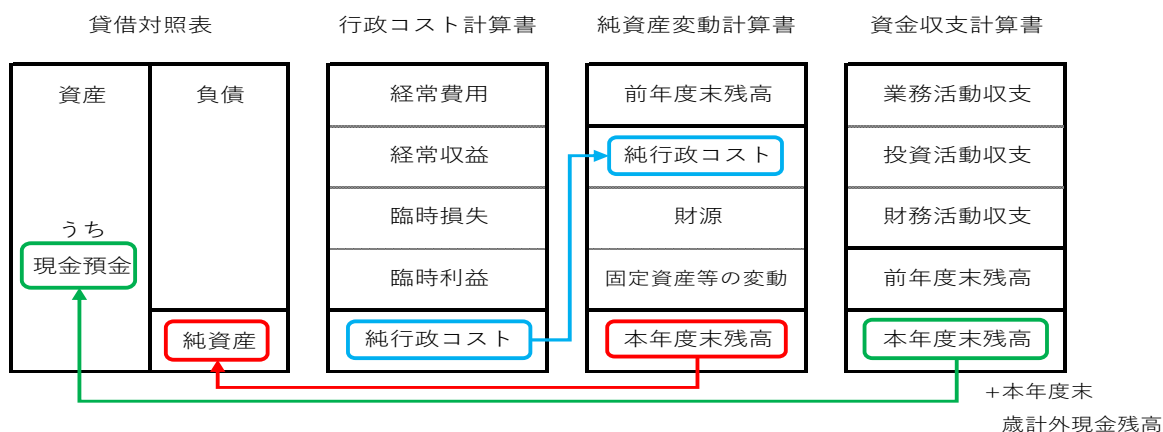 貸借対照表
行政コスト計算書
純資産変動計算書
資金収支計算書
資産
負債
うち
現金預金
純資産
経常費用
経常収益
臨時損失
臨時利益
純行政コスト
前年度末残高
純行政コスト
財源
固定資産等の変動
本年度末残高
業務活動収支
投資活動収支
財務活動収支
前年度末残高
本年度末残高
+本年度末
歳計外現金残高